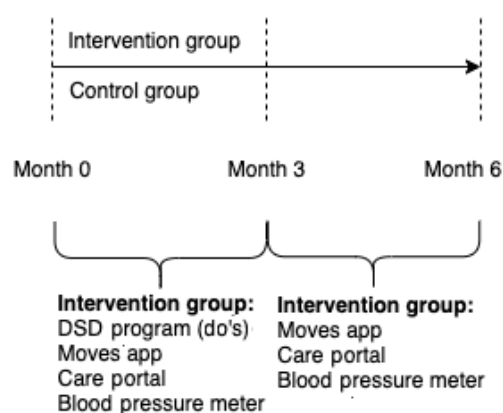 Intervention group
Control group
Month 0 Month 3 Month 6
Intervention group:
DSD program (do's)
Moves app
Care portal
Blood pressure meter
Intervention group:
Moves app
Care portal
Blood pressure meter